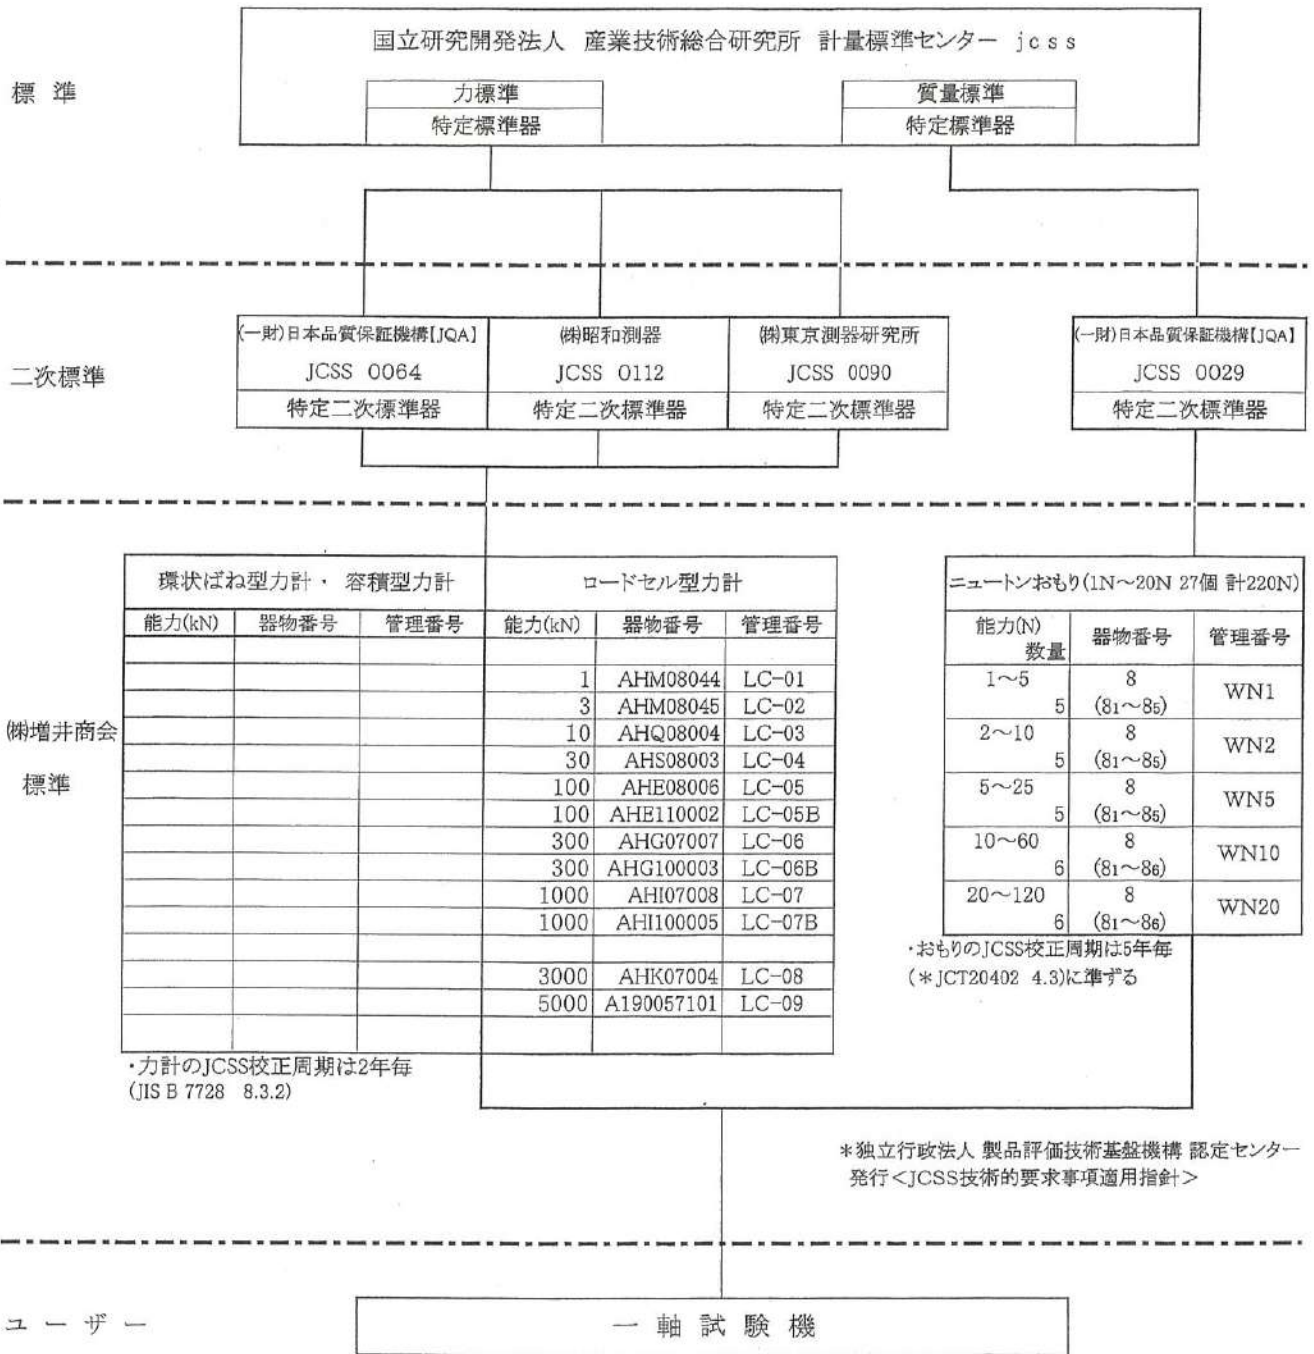 国立研究開発法人 産業技術総合研究所 計量標準センター jcss
標 準
力標準
質量標準
特定標準器
特定標準器
(一財)日本品質保証機構【JQA】
㈱昭和測器
㈱東京測器研究所
(一財)日本品質保証機構【JQA】
二次標準
JCSS 0064
JCSS 0112
JCSS 0090
JCSS 0029
特定二次標準器
特定二次標準器
特定二次標準器
特定二次標準器
㈱増井商会
標準
環状ばね型力計・ 容積型力計
ロードセル型力計
能力(kN) 器物番号 管理番号 能力(kN) 器物番号 管理番号
1 AHM08044 LC-01
3 AHM08045 LC-02
10 AHQ08004 LC-03
30 AHS08003 LC-04
100 AHE08006 LC-05
100 AHE110002 LC-05B
300 AHG07007 LC-06
300 AHG100003 LC-06B
1000 AHI07008 LC-07
1000 AHI100005 LC-07B
3000 AHK07004 LC-08
5000 A190057101 LC-09
・力計のJCSS校正周期は2年毎
(JIS B 7728 8.3.2)
ニュートンおもり(1N～20N 27個 計220N)
能力(N) 数量 器物番号 管理番号
1～5 5 8 (81～85) WN1
2～10 5 8 (81～85) WN2
5～25 5 8 (81～85) WN5
10～60 6 8 (81～86) WN10
20～120 6 8 (81～86) WN20
・おもりのJCSS校正周期は5年毎
(*JCT20402 4.3)に準ずる
*独立行政法人 製品評価技術基盤機構 認定センター
発行<JCSS技術的要求事項適用指針>
ユ ー ザ ー
一 軸 試 験 機